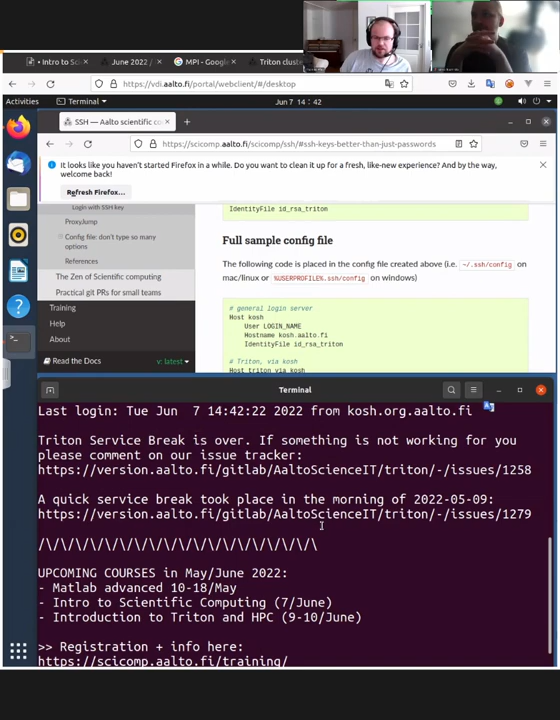 • Intro to Sci
June 2022 /
MPI - Google
Triton cluste
https://vdi.aalto.fi/portal/webclient/#/desktop
Activities
Terminal
Jun 7 14:42
SSH — Aalto scientific co
https://scicomp.aalto.fi/scicomp/ssh/#ssh-keys-better-than-just-passwords
It looks like you haven't started Firefox in a while. Do you want to clean it up for a fresh, like-new experience? And by the way,
welcome back!
Refresh Firefox...
Login with SSH key
ProxyJump
Config file: don't type so many
options
References
The Zen of Scientific computing
Practical git PRs for small teams
Training
Help
About
Read the Docs
v: latest
IdentityFile id_rsa_triton
Full sample config file
The following code is placed in the config file created above (i.e. ~/.ssh/config on
mac/linux or %USERPROFILE%.ssh/config on windows)
# general login server
Host kosh
User LOGIN_NAME
Hostname kosh.aalto.fi
IdentityFile id_rsa_triton
# Triton, via kosh
Host triton_via_kosh
Terminal
Last login: Tue Jun 7 14:42:22 2022 from kosh.org.aalto.fi
Triton Service Break is over. If something is not working for you
please comment on our issue tracker:
https://version.aalto.fi/gitlab/AaltoScienceIT/triton/-/issues/1258
A quick service break took place in the morning of 2022-05-09:
https://version.aalto.fi/gitlab/AaltoScienceIT/triton/-/issues/1279
/\/\/\/\/\/\/\/\/\/\/\/\/\/\/\/\/\/\
UPCOMING COURSES in May/June 2022:
- Matlab advanced 10-18/May
- Intro to Scientific Computing (7/June)
- Introduction to Triton and HPC (9-10/June)
>> Registration + info here:
https://scicomp.aalto.fi/training/